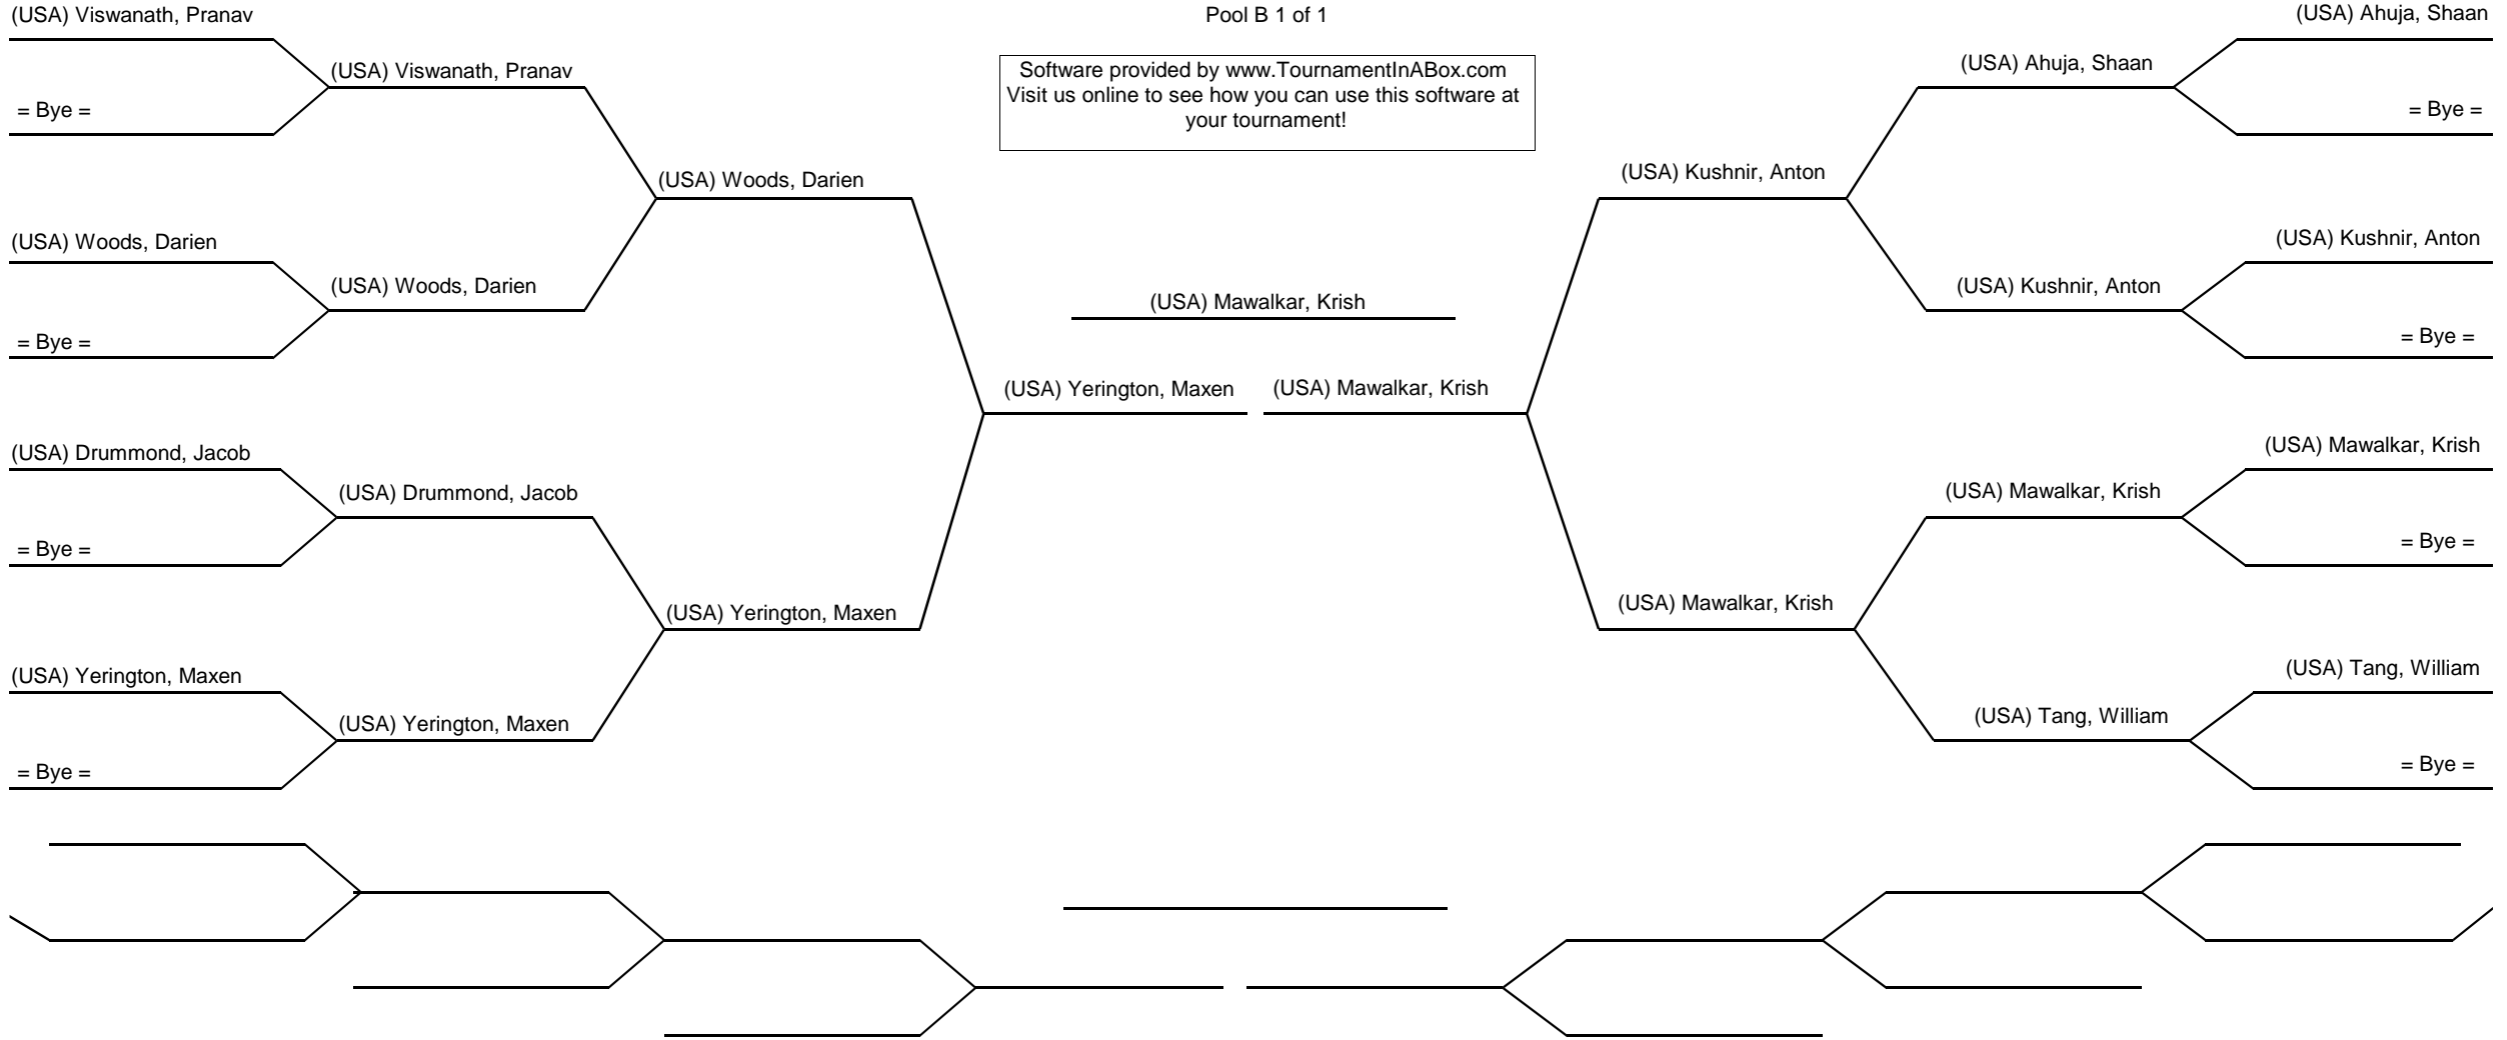 (USA) Viswanath, Pranav
= Bye =
(USA) Woods, Darien
= Bye =
(USA) Drummond, Jacob
= Bye =
(USA) Yerington, Maxen
= Bye =
(USA) Viswanath, Pranav
(USA) Woods, Darien
(USA) Drummond, Jacob
(USA) Yerington, Maxen
(USA) Woods, Darien
(USA) Yerington, Maxen
Pool B 1 of 1
Software provided by www.TournamentInABox.com
Visit us online to see how you can use this software at
your tournament!
(USA) Mawalkar, Krish
(USA) Yerington, Maxen
(USA) Mawalkar, Krish
(USA) Kushnir, Anton
(USA) Mawalkar, Krish
(USA) Ahuja, Shaan
(USA) Kushnir, Anton
(USA) Mawalkar, Krish
(USA) Tang, William
(USA) Ahuja, Shaan
= Bye =
(USA) Kushnir, Anton
= Bye =
(USA) Mawalkar, Krish
= Bye =
(USA) Tang, William
= Bye =